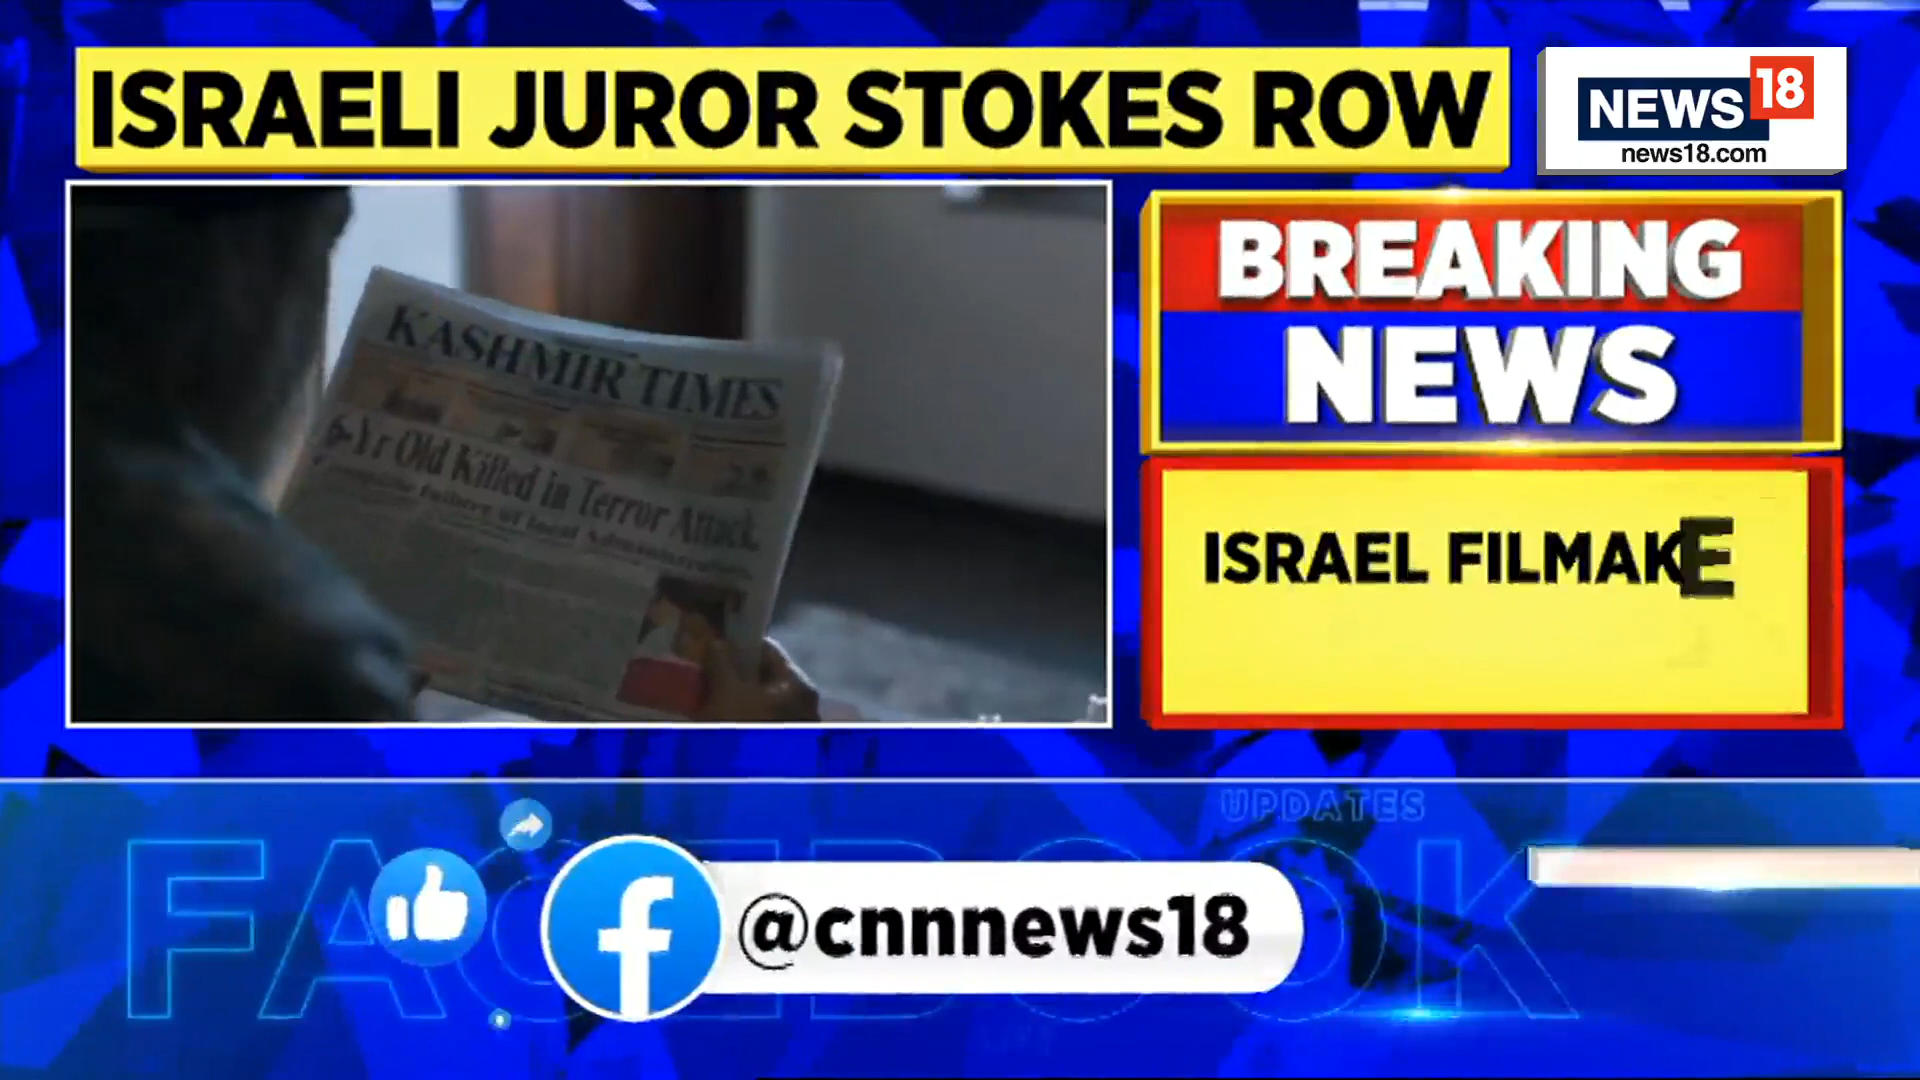 ISRAELI JUROR STOKES ROW
NEWS18
news18.com
BREAKING
NEWS
KASHMIR TIMES
6-Yr Old Killed in Terror Attack.
ISRAEL FILMAKE
UPDATES
FACEBOOK
@cnnnews18